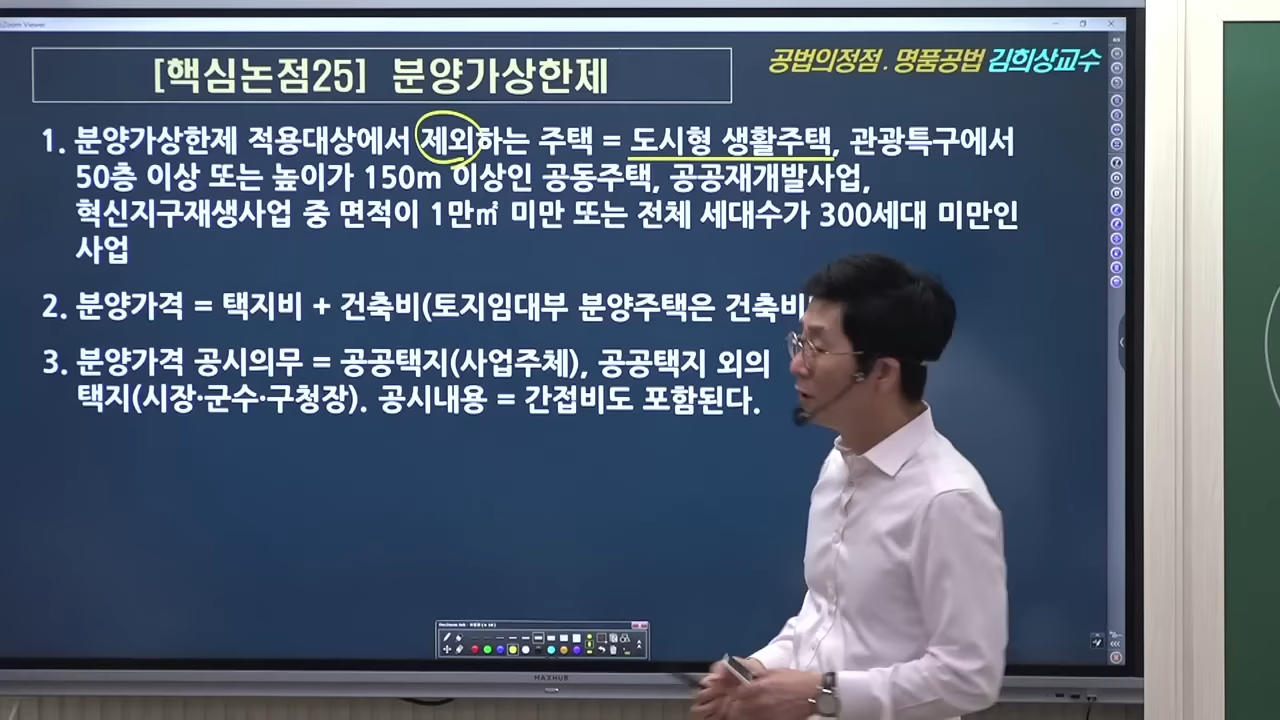 Zoom Viewer
[핵심논점25] 분양가상한제
공법의정점. 명품공법 김희상교수
1. 분양가상한제 적용대상에서 제외하는 주택 = 도시형 생활주택, 관광특구에서
50층 이상 또는 높이가 150m 이상인 공동주택, 공공재개발사업,
혁신지구재생사업 중 면적이 1만㎡ 미만 또는 전체 세대수가 300세대 미만인
사업
2. 분양가격 = 택지비 + 건축비(토지임대부 분양주택은 건축비
3. 분양가격 공시의무 = 공공택지(사업주체), 공공택지 외의
택지(시장·군수·구청장). 공시내용 = 간접비도 포함된다.
MAXHUB